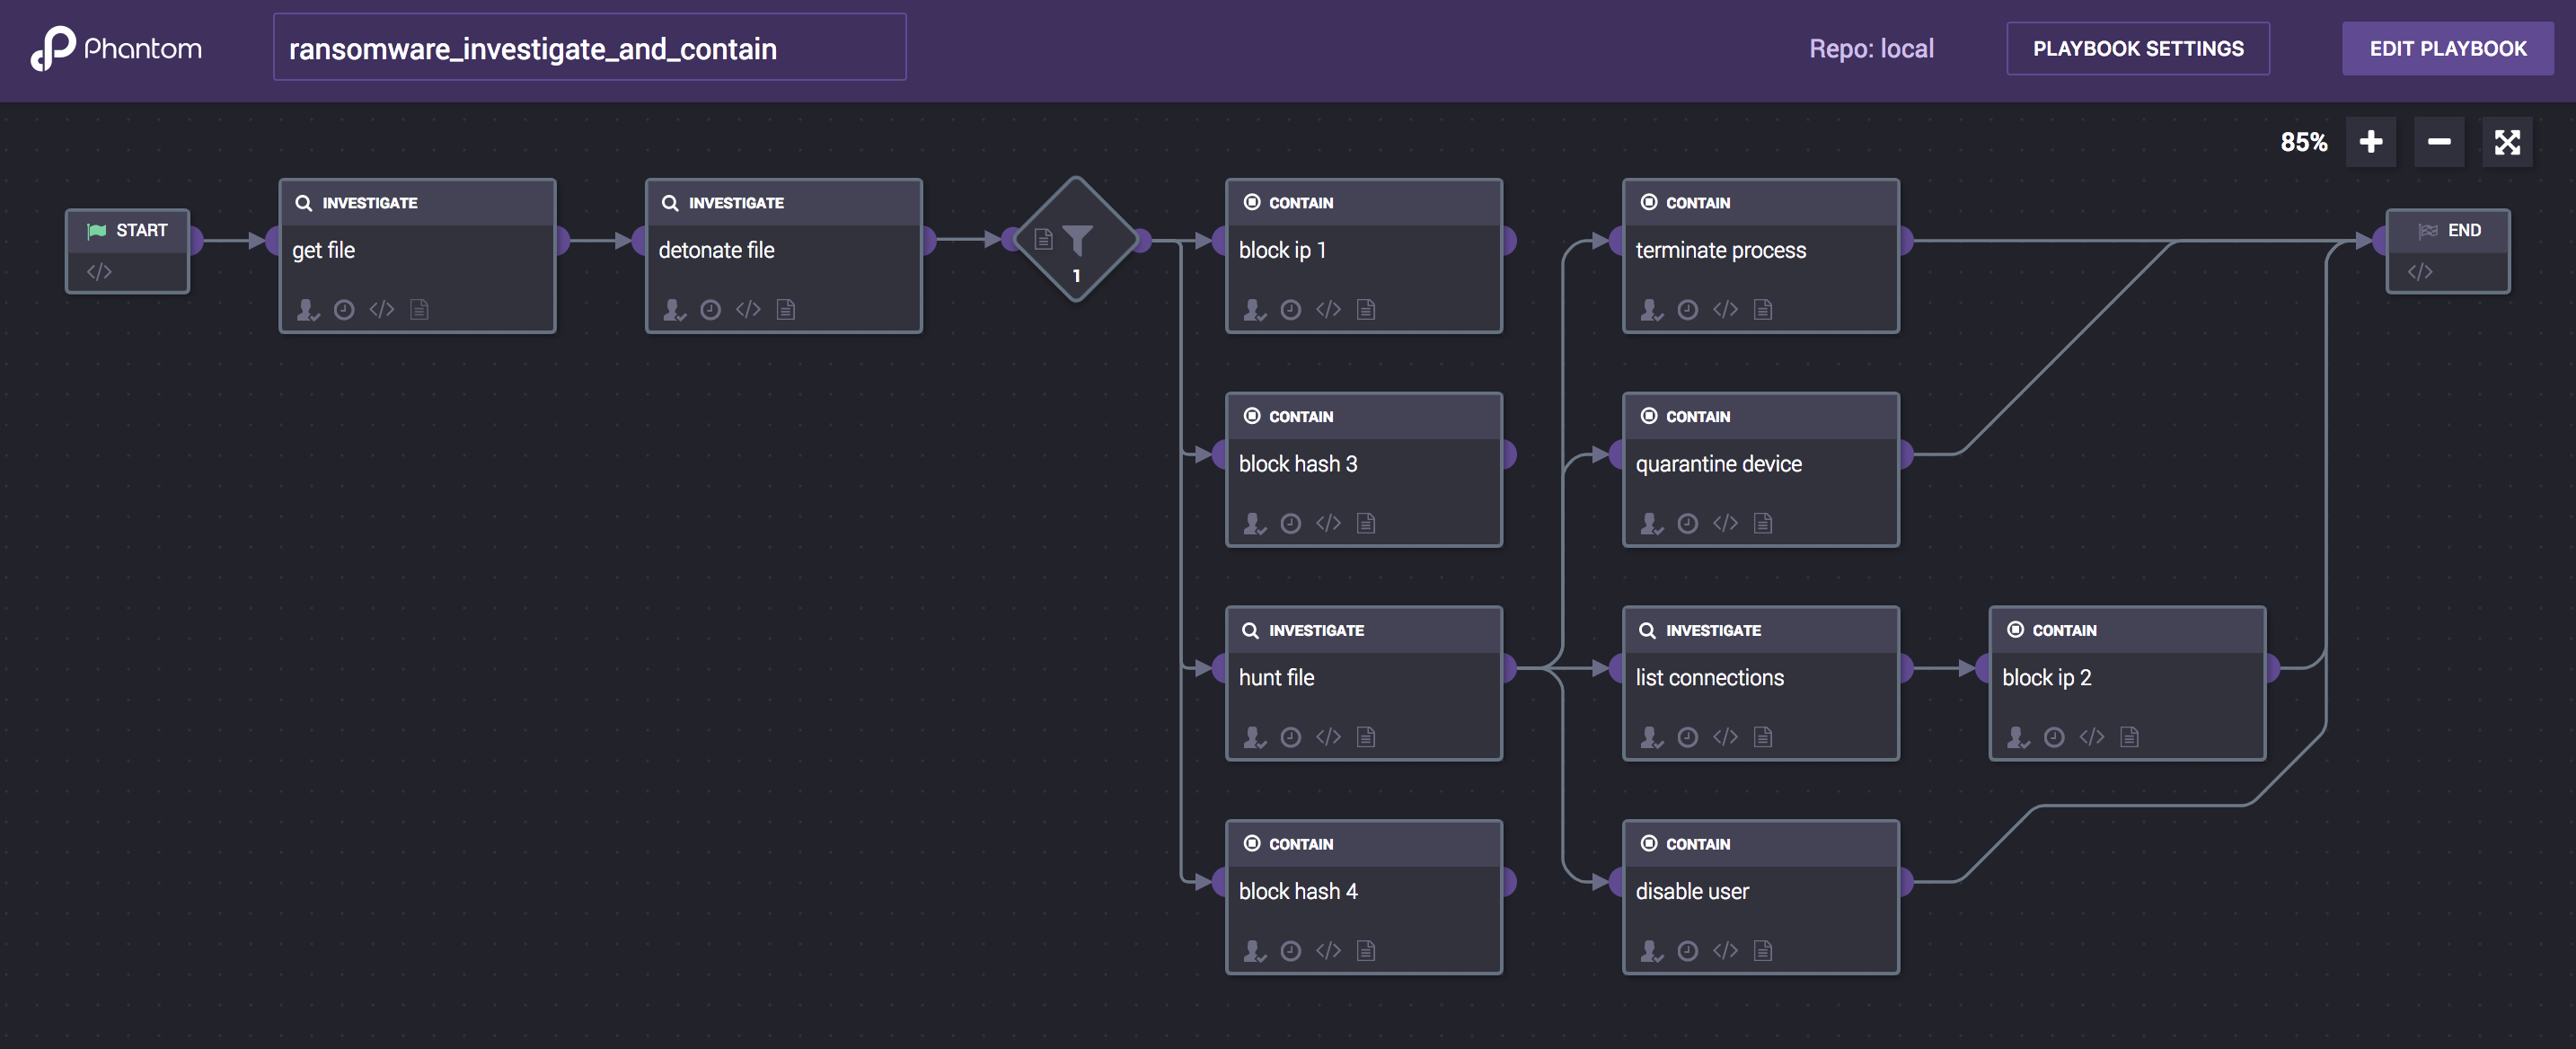 Phantom
ransomware_investigate_and_contain
Repo: local
PLAYBOOK SETTINGS
EDIT PLAYBOOK
85%
START
INVESTIGATE
get file
INVESTIGATE
detonate file
1
CONTAIN
block ip 1
CONTAIN
terminate process
END
CONTAIN
block hash 3
CONTAIN
quarantine device
INVESTIGATE
hunt file
INVESTIGATE
list connections
CONTAIN
block ip 2
CONTAIN
block hash 4
CONTAIN
disable user